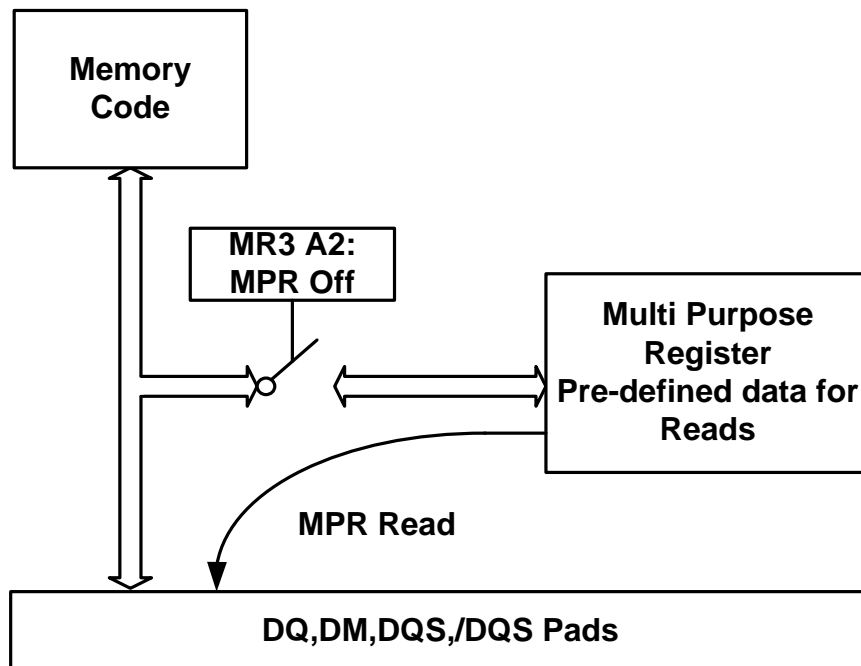 Memory
Code
MR3 A2:
MPR Off
Multi Purpose
Register
Pre-defined data for
Reads
MPR Read
DQ,DM,DQS,/DQS Pads